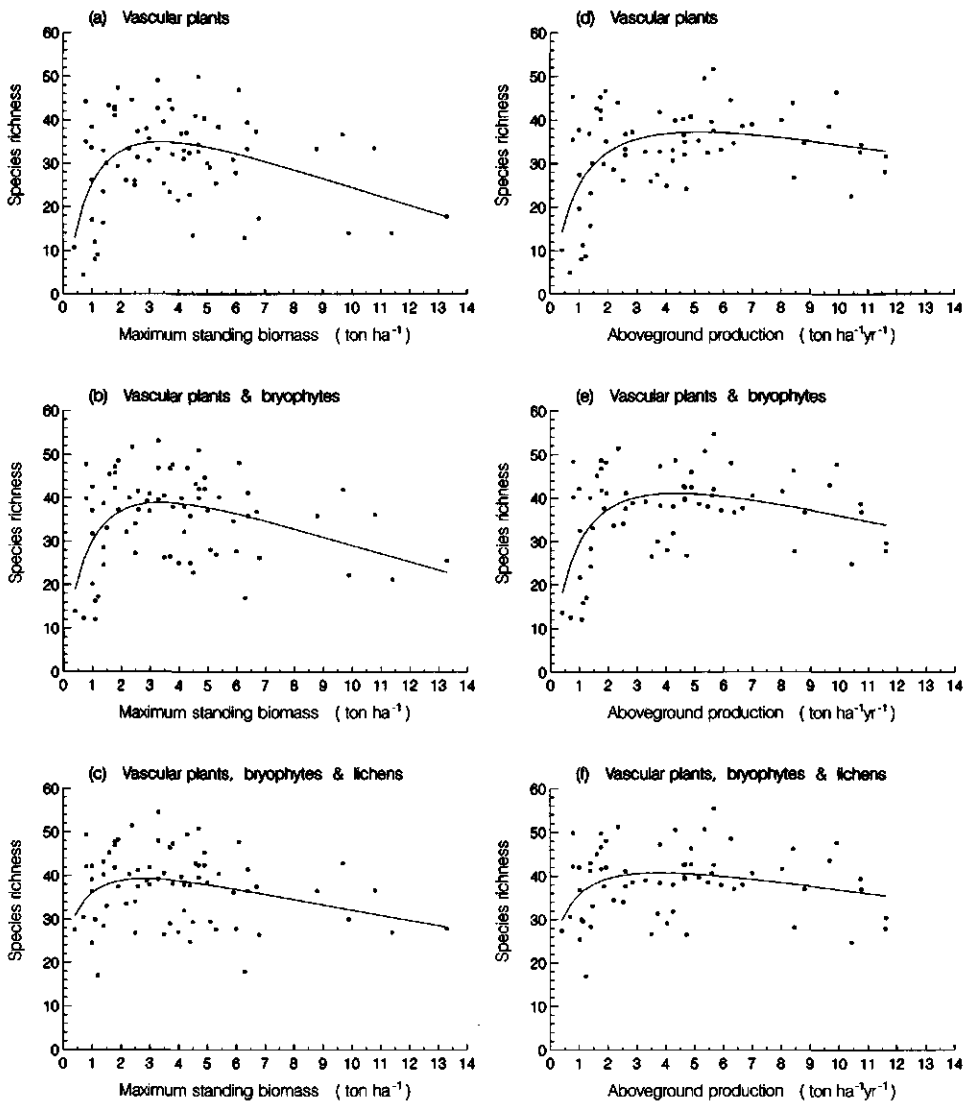 (a) Vascular plants
Species richness
60
50
40
30
20
10
0
0 1 2 3 4 5 6 7 8 9 10 11 12 13 14
Maximum standing biomass ( ton ha⁻¹)
(d) Vascular plants
Species richness
60
50
40
30
20
10
0
0 1 2 3 4 5 6 7 8 9 10 11 12 13 14
Aboveground production ( ton ha⁻¹yr⁻¹)
(b) Vascular plants & bryophytes
Species richness
60
50
40
30
20
10
0
0 1 2 3 4 5 6 7 8 9 10 11 12 13 14
Maximum standing biomass ( ton ha⁻¹)
(e) Vascular plants & bryophytes
Species richness
60
50
40
30
20
10
0
0 1 2 3 4 5 6 7 8 9 10 11 12 13 14
Aboveground production ( ton ha⁻¹yr⁻¹)
(c) Vascular plants, bryophytes & lichens
Species richness
60
50
40
30
20
10
0
0 1 2 3 4 5 6 7 8 9 10 11 12 13 14
Maximum standing biomass ( ton ha⁻¹)
(f) Vascular plants, bryophytes & lichens
Species richness
60
50
40
30
20
10
0
0 1 2 3 4 5 6 7 8 9 10 11 12 13 14
Aboveground production ( ton ha⁻¹yr⁻¹)